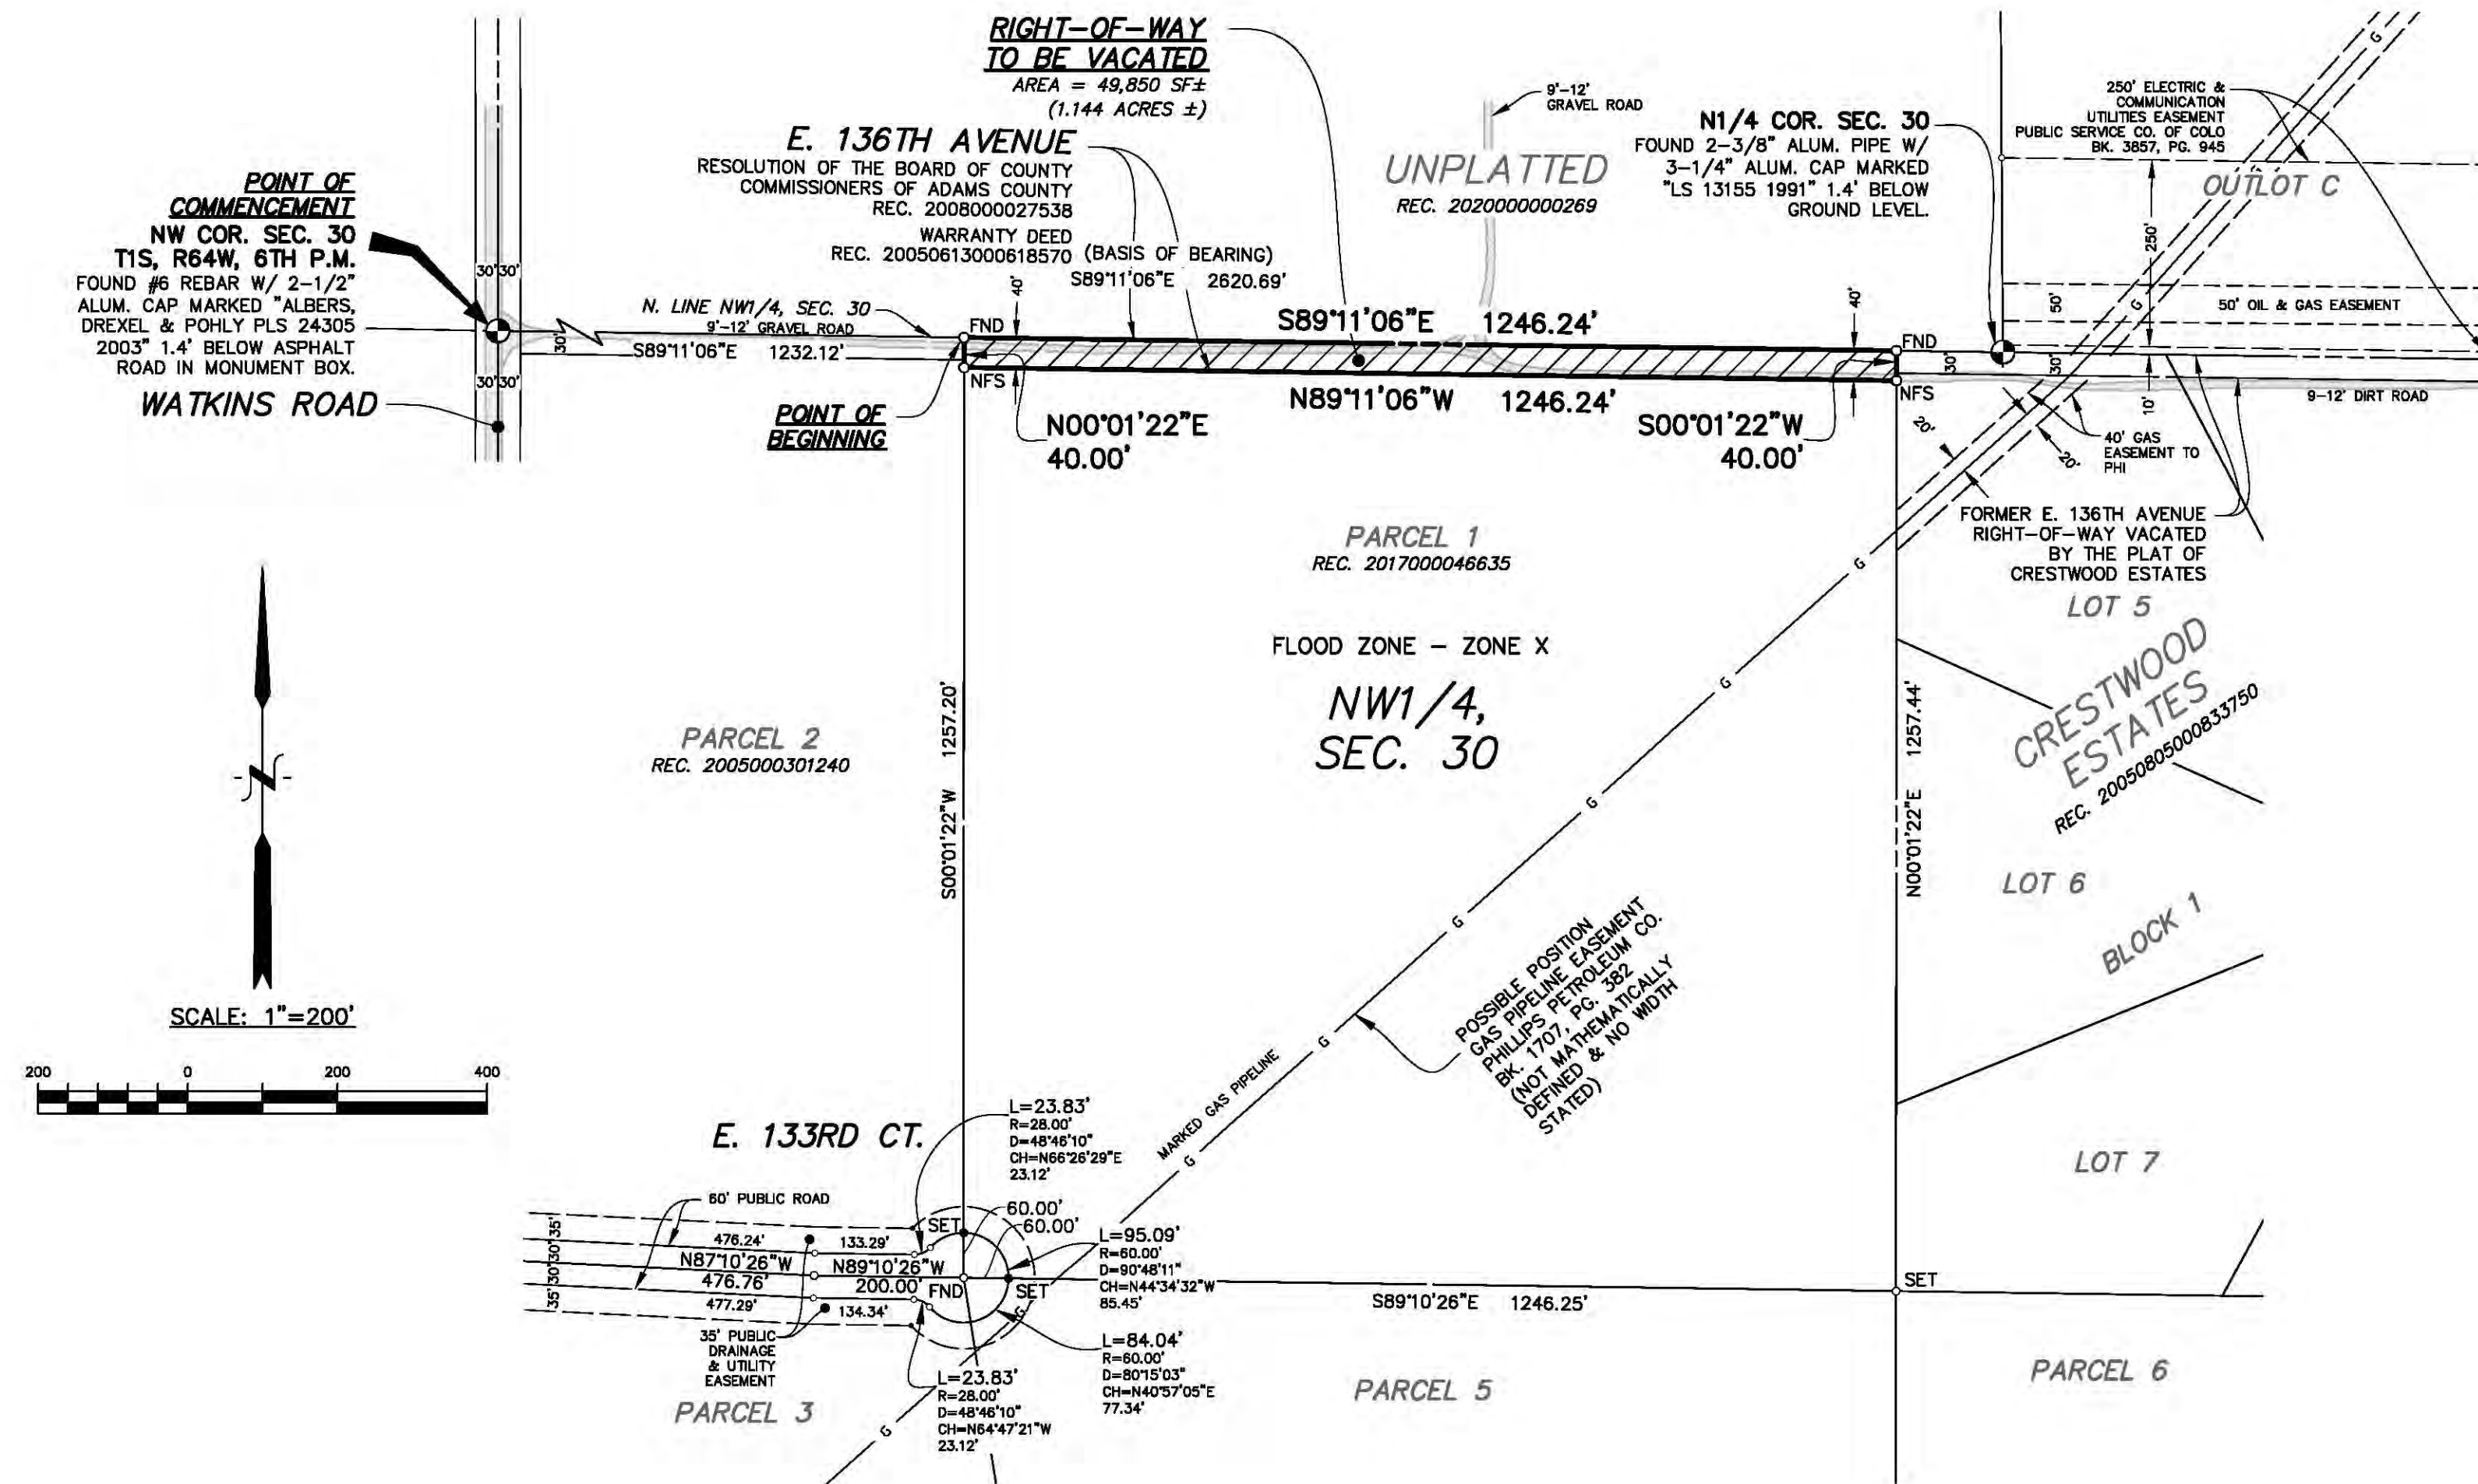 RIGHT-OF-WAY
TO BE VACATED
AREA = 49,850 SF±
(1.144 ACRES ±)
E. 136TH AVENUE
RESOLUTION OF THE BOARD OF COUNTY
COMMISSIONERS OF ADAMS COUNTY
REC. 2008000027538
WARRANTY DEED
REC. 20050613000618570
(BASIS OF BEARING)
S89°11'06"E 2620.69'
9'-12'
GRAVEL ROAD
UNPLATTED
REC. 2020000000269
N1/4 COR. SEC. 30
FOUND 2-3/8" ALUM. PIPE W/
3-1/4" ALUM. CAP MARKED
"LS 13155 1991" 1.4' BELOW
GROUND LEVEL.
250' ELECTRIC &
COMMUNICATION
UTILITIES EASEMENT
PUBLIC SERVICE CO. OF COLO
BK. 3857, PG. 945
G
OUTLOT C
250'
50'
G
50' OIL & GAS EASEMENT
POINT OF
COMMENCEMENT
NW COR. SEC. 30
T1S, R64W, 6TH P.M.
FOUND #6 REBAR W/ 2-1/2"
ALUM. CAP MARKED "ALBERS,
DREXEL & POHLY PLS 24305
2003" 1.4' BELOW ASPHALT
ROAD IN MONUMENT BOX.
WATKINS ROAD
30' 30'
30' 30'
30'
N. LINE NW1/4, SEC. 30
9'-12' GRAVEL ROAD
S89°11'06"E 1232.12'
FND
40'
S89°11'06"E 1246.24'
40'
FND
30'
30'
10'
NFS
N89°11'06"W 1246.24'
NFS
9-12' DIRT ROAD
POINT OF
BEGINNING
N00°01'22"E
40.00'
S00°01'22"W
40.00'
20'
20'
40' GAS
EASEMENT TO
PHI
FORMER E. 136TH AVENUE
RIGHT-OF-WAY VACATED
BY THE PLAT OF
CRESTWOOD ESTATES
PARCEL 1
REC. 2017000046635
G
LOT 5
FLOOD ZONE - ZONE X
NW1/4,
SEC. 30
G
CRESTWOOD
ESTATES
REC. 20050805000833750
PARCEL 2
REC. 2005000301240
S00°01'22"W 1257.20'
N00°01'22"E 1257.44'
G
LOT 6
BLOCK 1
G
POSSIBLE POSITION
GAS PIPELINE EASEMENT
PHILLIPS PETROLEUM CO.
BK. 1707, PG. 382
(NOT MATHEMATICALLY
DEFINED & NO WIDTH
STATED)
SCALE: 1"=200'
200 0 200 400
G
MARKED GAS PIPELINE
G
LOT 7
E. 133RD CT.
L=23.83'
R=28.00'
D=48°46'10"
CH=N66°26'29"E
23.12'
60' PUBLIC ROAD
35'
30'
30'
35'
476.24'
133.29'
N87°10'26"W
N89°10'26"W
476.76'
200.00'
477.29'
134.34'
SET
60.00'
60.00'
FND
SET
G
L=95.09'
R=60.00'
D=90°48'11"
CH=N44°34'32"W
85.45'
S89°10'26"E 1246.25'
SET
35' PUBLIC
DRAINAGE
& UTILITY
EASEMENT
L=84.04'
R=60.00'
D=80°15'03"
CH=N40°57'05"E
77.34'
L=23.83'
R=28.00'
D=48°46'10"
CH=N64°47'21"W
23.12'
G
PARCEL 3
PARCEL 5
PARCEL 6